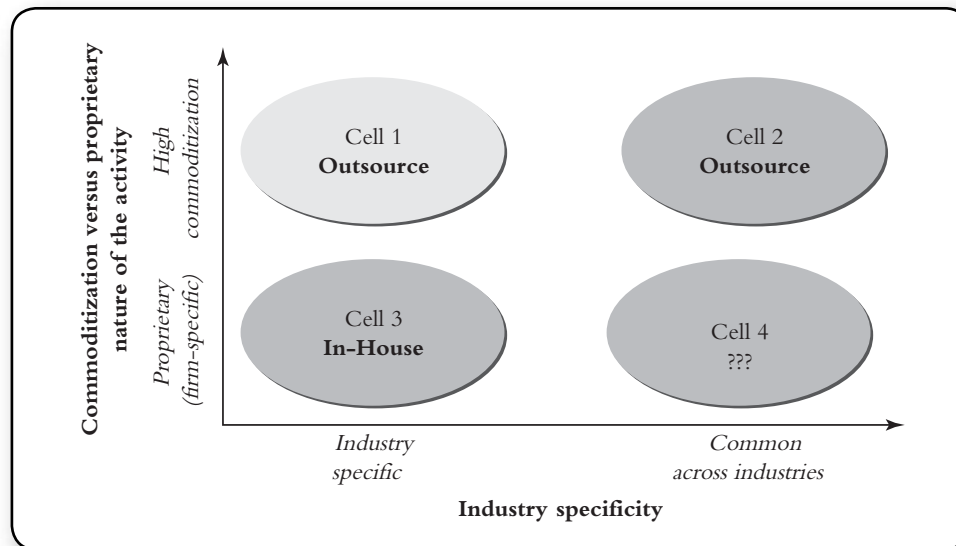 Commoditization versus proprietary
nature of the activity
High
commoditization
Proprietary
(firm-specific)
Cell 1
Outsource
Cell 2
Outsource
Cell 3
In-House
Cell 4
???
Industry
specific
Common
across industries
Industry specificity